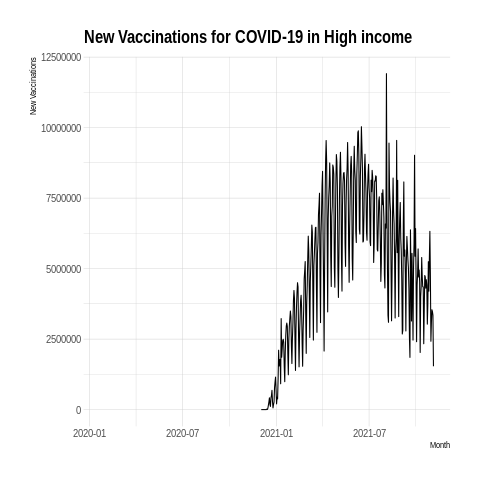 New Vaccinations for COVID-19 in High income
New Vaccinations
12500000
10000000
7500000
5000000
2500000
0
2020-01 2020-07 2021-01 2021-07
Month